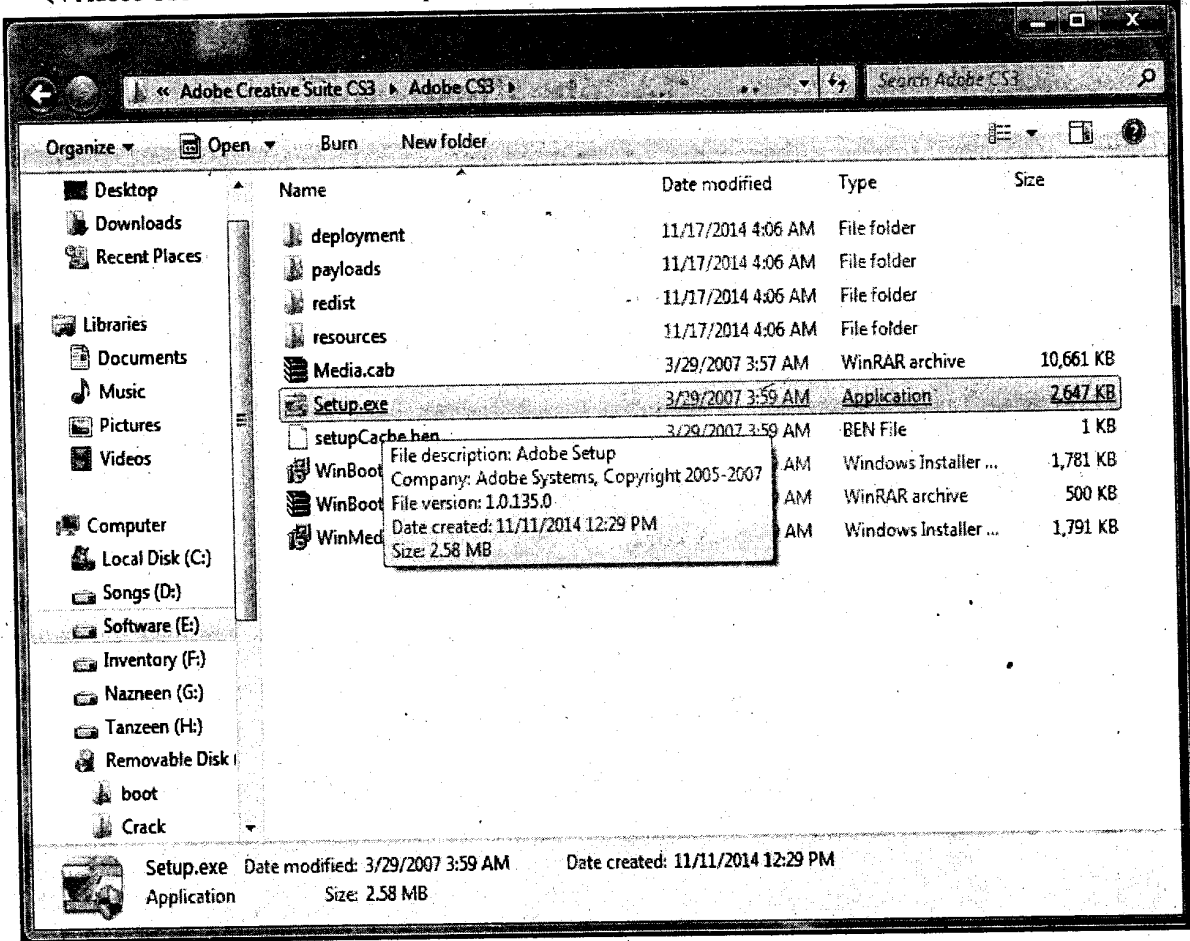 « Adobe Creative Suite CS3 ▸ Adobe CS3 ▸
Search Adobe CS3
Organize ▾ Open ▾ Burn New folder
Name Date modified Type Size
Desktop
Downloads
Recent Places
Libraries
Documents
Music
Pictures
Videos
Computer
Local Disk (C:)
Songs (D:)
Software (E:)
Inventory (F:)
Nazneen (G:)
Tanzeen (H:)
Removable Disk
boot
Crack
deployment 11/17/2014 4:06 AM File folder
payloads 11/17/2014 4:06 AM File folder
redist 11/17/2014 4:06 AM File folder
resources 11/17/2014 4:06 AM File folder
Media.cab 3/29/2007 3:57 AM WinRAR archive 10,661 KB
Setup.exe 3/29/2007 3:59 AM Application 2,647 KB
setupCache.ben 3/29/2007 3:59 AM BEN File 1 KB
WinBoot AM Windows Installer ... 1,781 KB
WinBoot AM WinRAR archive 500 KB
WinMed AM Windows Installer ... 1,791 KB
File description: Adobe Setup
Company: Adobe Systems, Copyright 2005-2007
File version: 1.0.135.0
Date created: 11/11/2014 12:29 PM
Size: 2.58 MB
Setup.exe Date modified: 3/29/2007 3:59 AM Date created: 11/11/2014 12:29 PM
Application Size: 2.58 MB